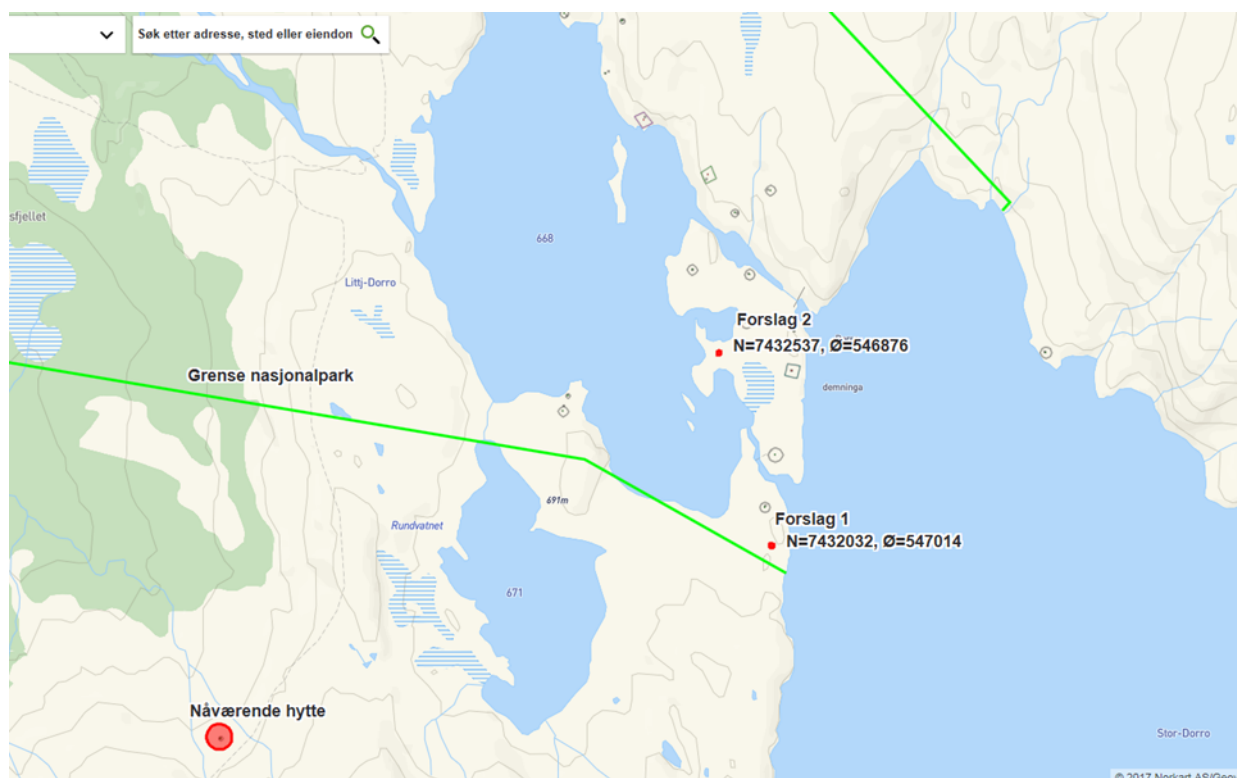 Søk etter adresse, sted eller eiendon
sfjellet
668
Littj-Dorro
Forslag 2
N=7432537, Ø=546876
Grense nasjonalpark
demninga
691m
Rundvatnet
Forslag 1
N=7432032, Ø=547014
671
Nåværende hytte
Stor-Dorro
© 2017 Norkart AS/Geov